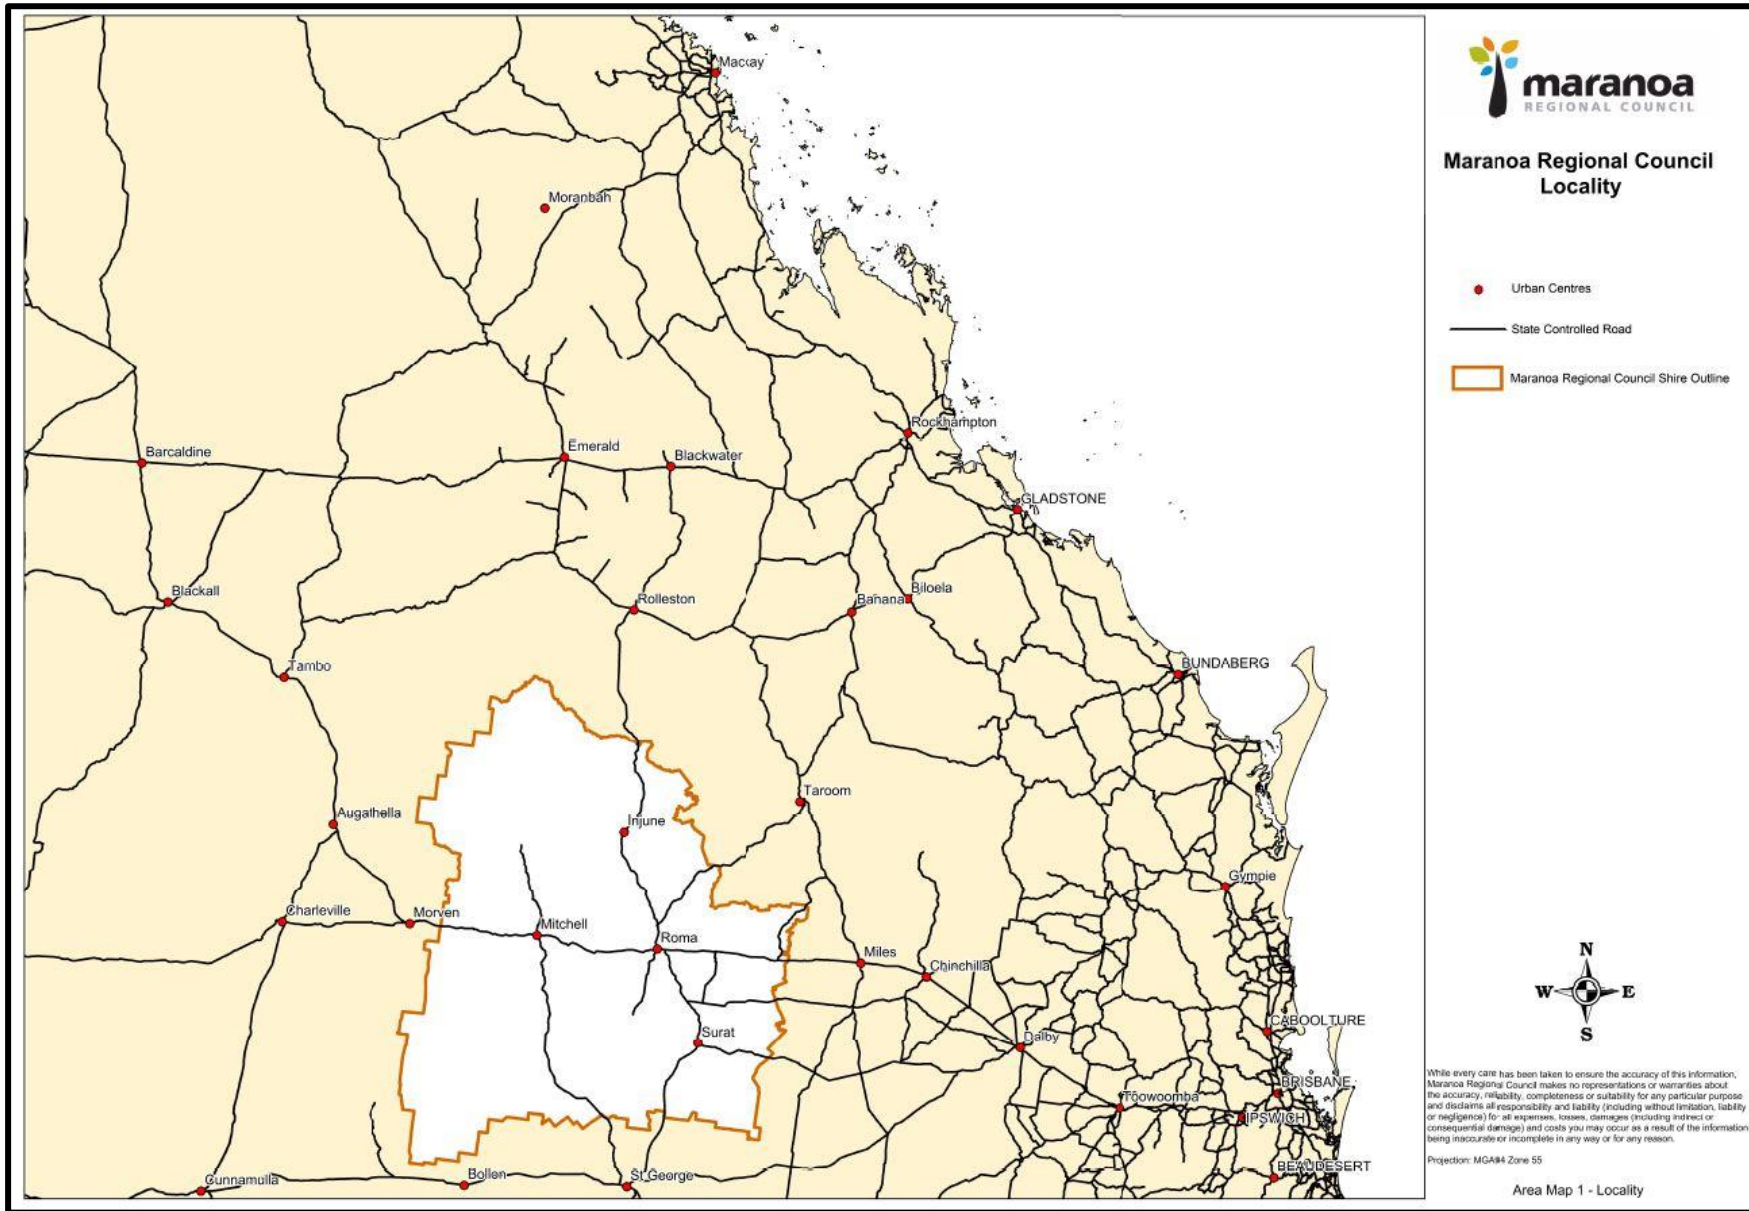 Mackay
maranoa
REGIONAL COUNCIL
Maranoa Regional Council
Locality
Moranbah
Urban Centres
State Controlled Road
Maranoa Regional Council Shire Outline
Rockhampton
Barcaldine
Emerald
Blackwater
GLADSTONE
Blackall
Rolleston
Banana
Biloela
Tambo
BUNDABERG
Augathella
Injune
Taroom
Gympie
Charleville
Morven
Mitchell
Roma
Miles
Chinchilla
N
W
E
S
Surat
Dalby
CABOOLTURE
Toowoomba
BRISBANE
IPSWICH
While every care has been taken to ensure the accuracy of this information,
Maranoa Regional Council makes no representations or warranties about
the accuracy, reliability, completeness or suitability for any particular purpose
and disclaims all responsibility and liability (including without limitation, liability
or negligence) for all expenses, losses, damages (including indirect or
consequential damage) and costs you may occur as a result of the information
being inaccurate or incomplete in any way or for any reason.
Cunnamulla
Bollon
St George
BEAUDESERT
Projection: MGA94 Zone 55
Area Map 1 - Locality